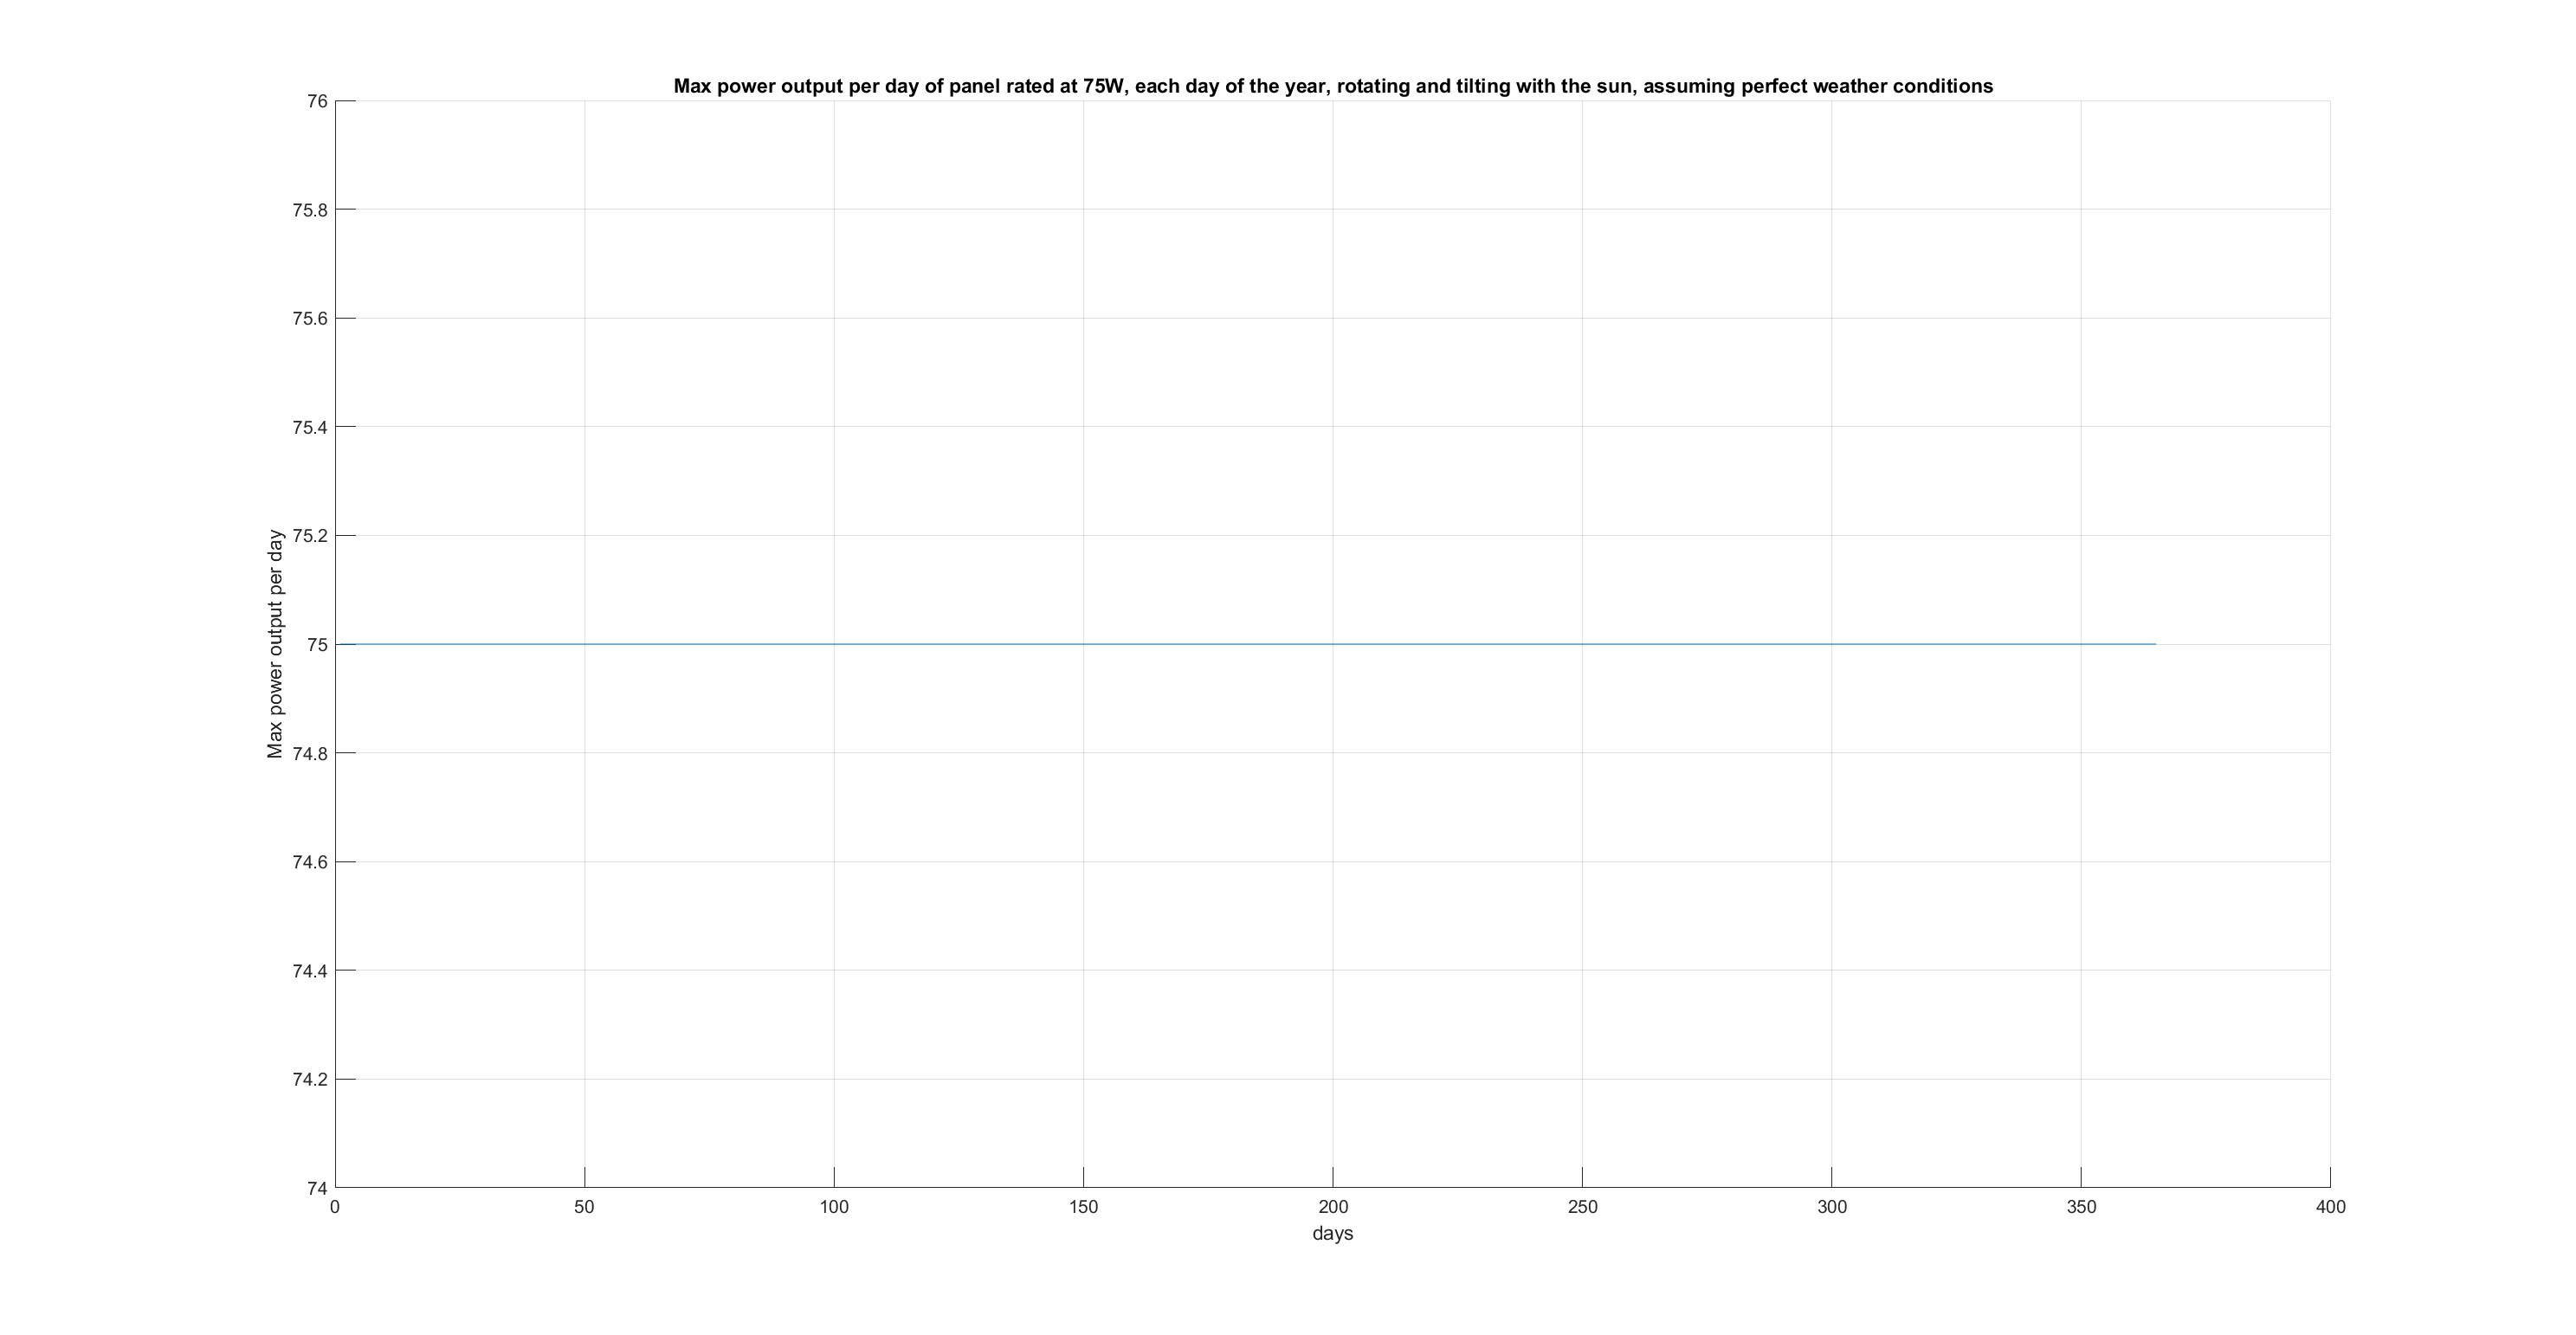 Max power output per day of panel rated at 75W, each day of the year, rotating and tilting with the sun, assuming perfect weather conditions
76
75.8
75.6
75.4
75.2
75
74.8
74.6
74.4
74.2
74
Max power output per day
0 50 100 150 200 250 300 350 400
days